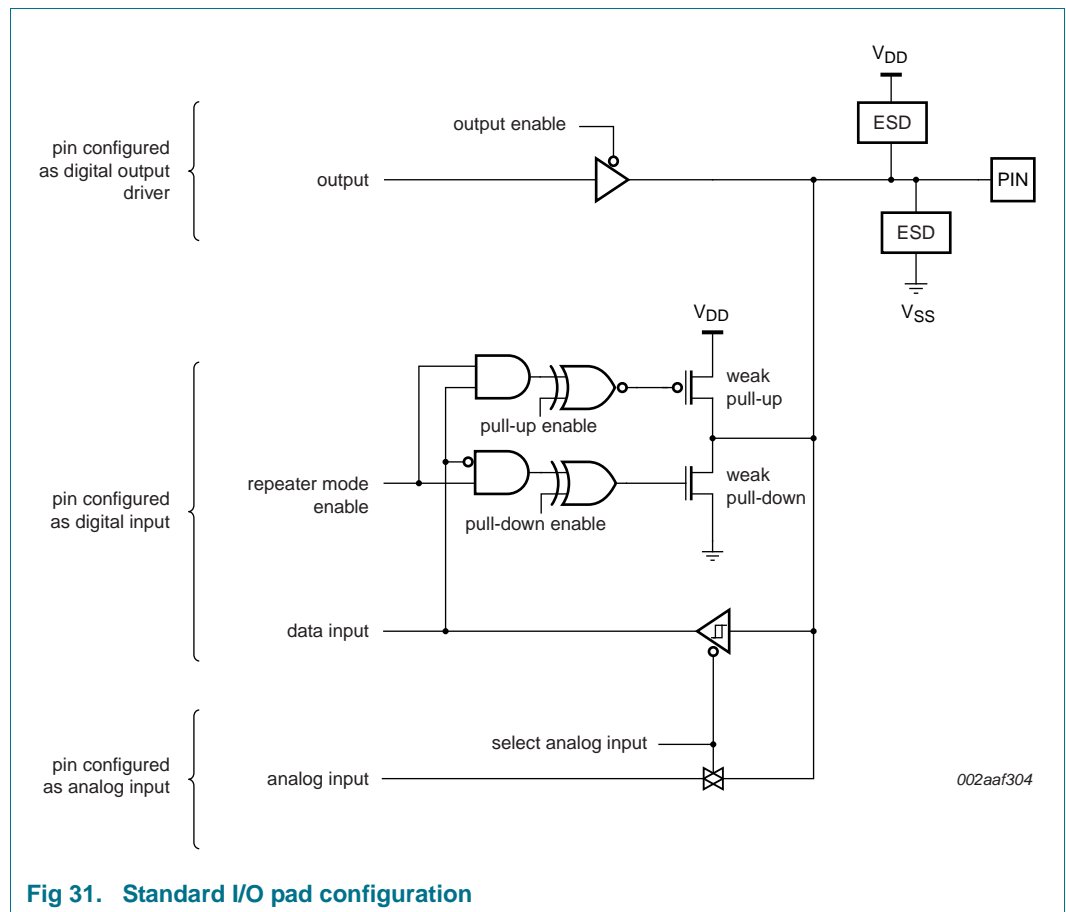 VDD
ESD
output enable
pin configured
as digital output
driver
output
PIN
ESD
VSS
VDD
weak
pull-up
pull-up enable
pin configured
as digital input
repeater mode
enable
weak
pull-down
pull-down enable
data input
select analog input
pin configured
as analog input
analog input
002aaf304
Fig 31. Standard I/O pad configuration